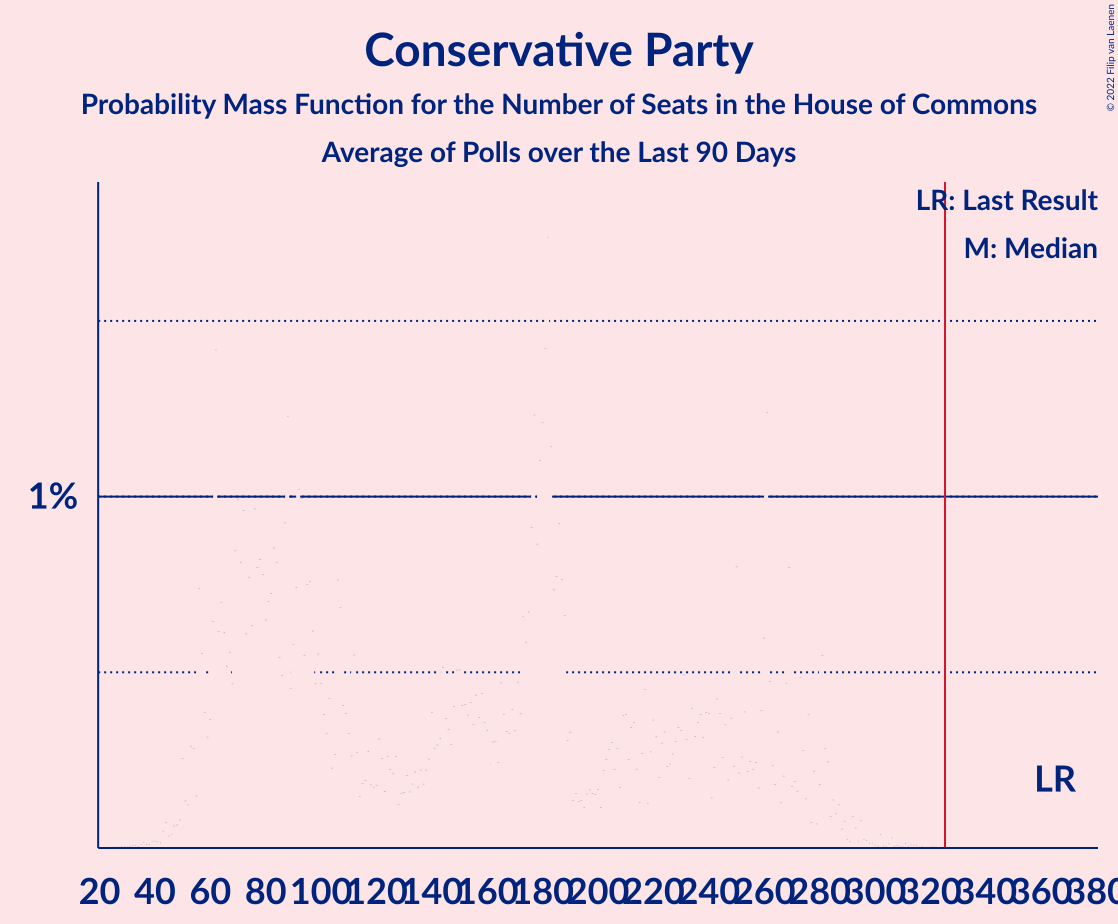 Conservative Party
Probability Mass Function for the Number of Seats in the House of Commons
Average of Polls over the Last 90 Days
© 2022 Filip van Laenen
LR: Last Result
M: Median
1%
LR
20 40 60 80 100 120 140 160 180 200 220 240 260 280 300 320 340 360 380